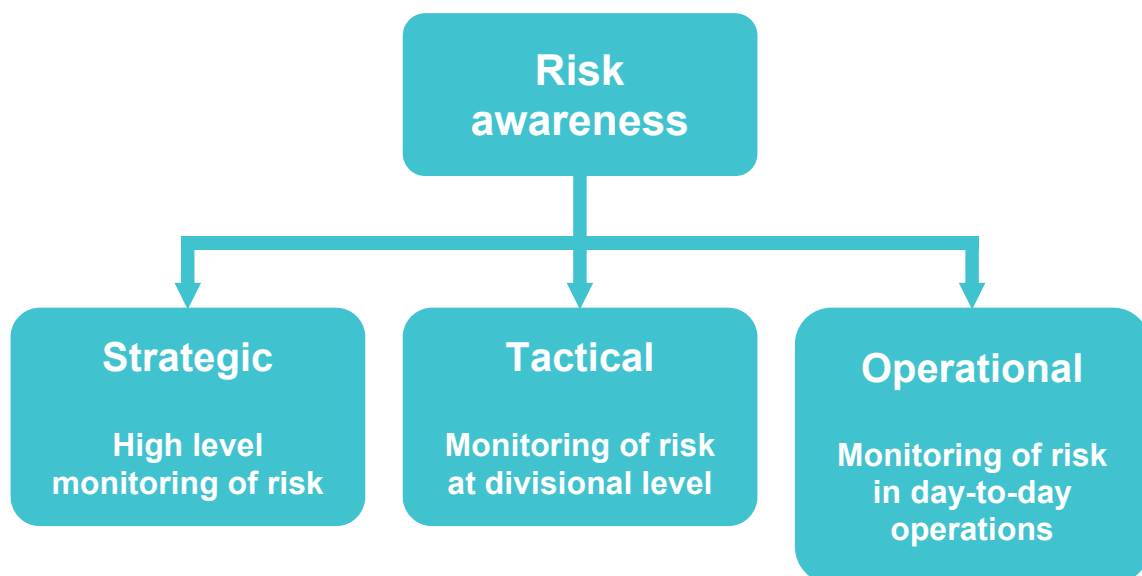 Risk
awareness
Strategic
High level
monitoring of risk
Tactical
Monitoring of risk
at divisional level
Operational
Monitoring of risk
in day-to-day
operations